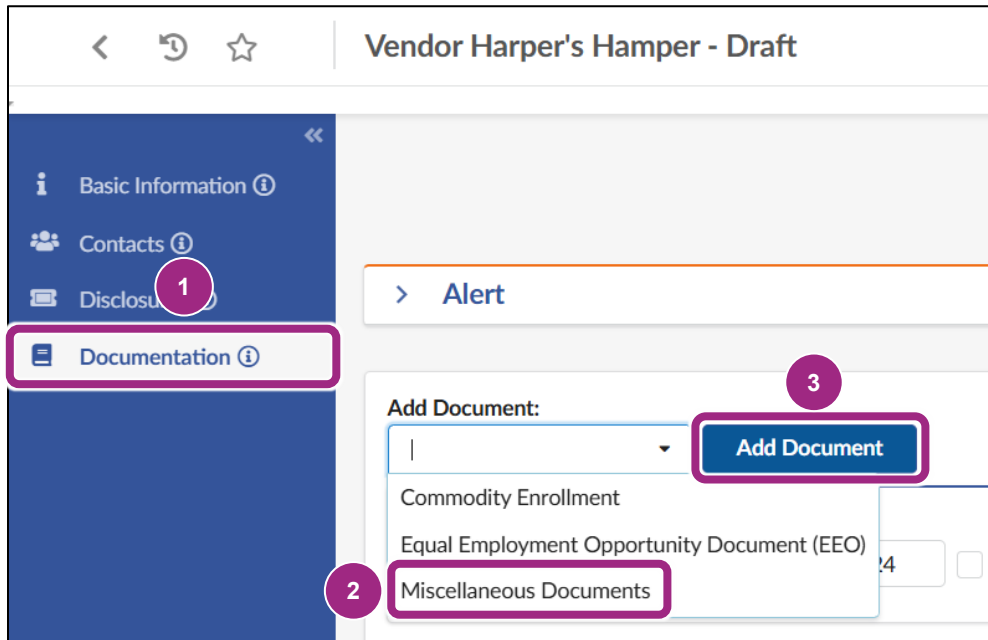 Vendor Harper's Hamper - Draft
Basic Information
Contacts
1
Documentation
Alert
3
Add Document:
Add Document
Commodity Enrollment
Equal Employment Opportunity Document (EEO)
24
2
Miscellaneous Documents